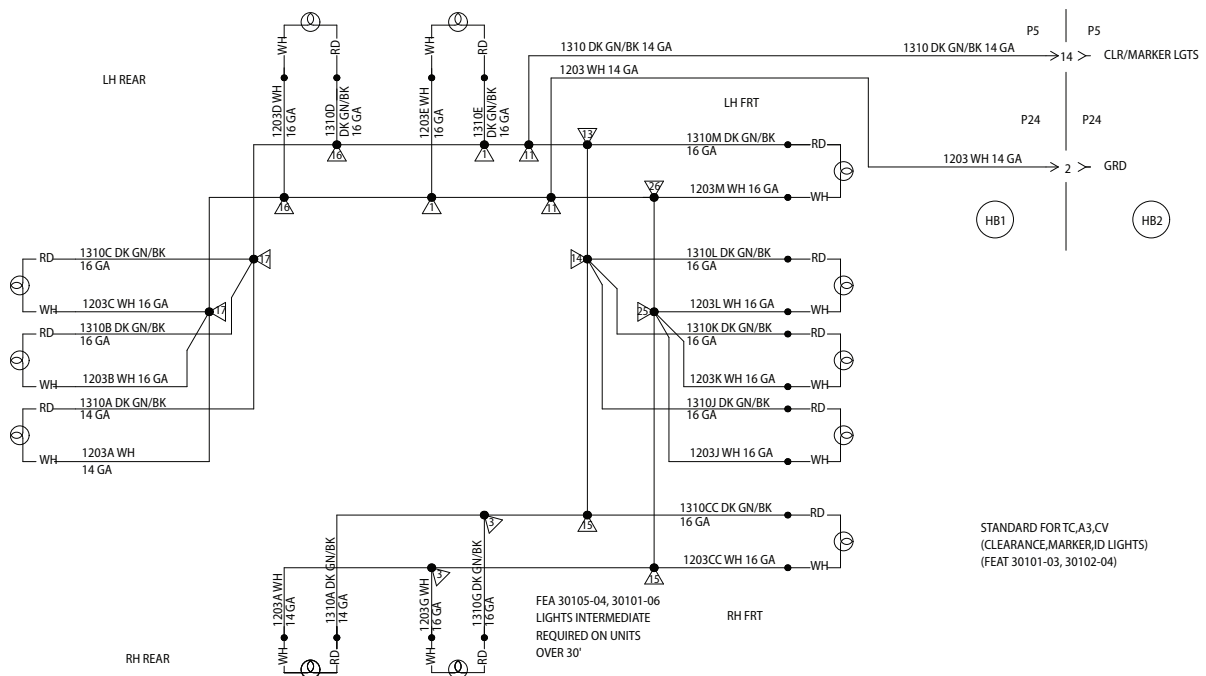 P5 P5
1310 DK GN/BK 14 GA 1310 DK GN/BK 14 GA 14 CLR/MARKER LGTS
WH RD WH RD
1203 WH 14 GA
LH REAR
LH FRT
1203D WH
16 GA
1310D
DK GN/BK
16 GA
1203E WH
16 GA
1310E
DK GN/BK
16 GA
P24 P24
16 1 11 13
1310M DK GN/BK RD
16 GA
1203 WH 14 GA 2 GRD
16 1 11 26
1203M WH 16 GA WH
HB1 HB2
RD 1310C DK GN/BK 17
16 GA
14 1310L DK GN/BK RD
16 GA
WH 1203C WH 16 GA 17
25 1203L WH 16 GA WH
RD 1310B DK GN/BK
16 GA
1310K DK GN/BK RD
16 GA
WH 1203B WH 16 GA
1203K WH 16 GA WH
RD 1310A DK GN/BK
14 GA
1310J DK GN/BK RD
16 GA
WH 1203A WH
14 GA
1203J WH 16 GA WH
3 15
1310CC DK GN/BK RD
16 GA
3 15
1203CC WH 16 GA WH
STANDARD FOR TC,A3,CV
(CLEARANCE,MARKER,ID LIGHTS)
(FEAT 30101-03, 30102-04)
1203A WH
14 GA
1310A DK GN/BK
14 GA
1203G WH
16 GA
1310G DK GN/BK
16 GA
FEA 30105-04, 30101-06
LIGHTS INTERMEDIATE
REQUIRED ON UNITS
OVER 30'
RH FRT
RH REAR
WH RD WH RD